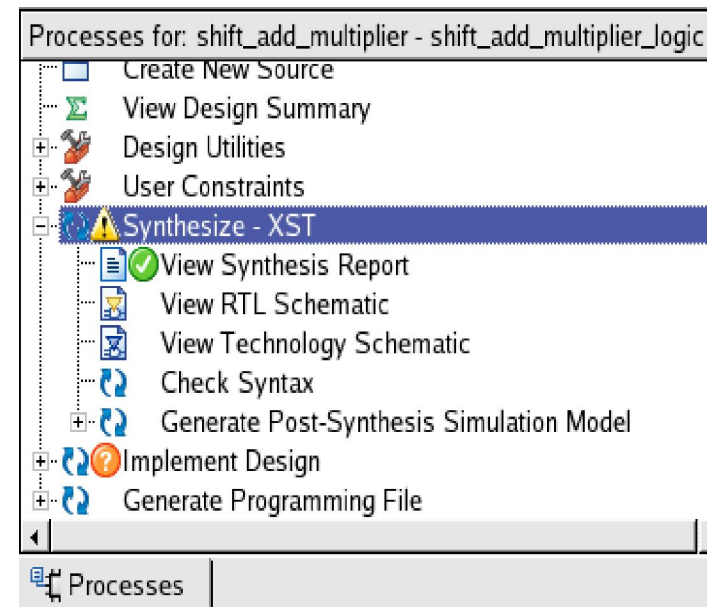 Processes for: shift_add_multiplier - shift_add_multiplier_logic
Create New Source
View Design Summary
Design Utilities
User Constraints
Synthesize - XST
View Synthesis Report
View RTL Schematic
View Technology Schematic
Check Syntax
Generate Post-Synthesis Simulation Model
Implement Design
Generate Programming File
Processes